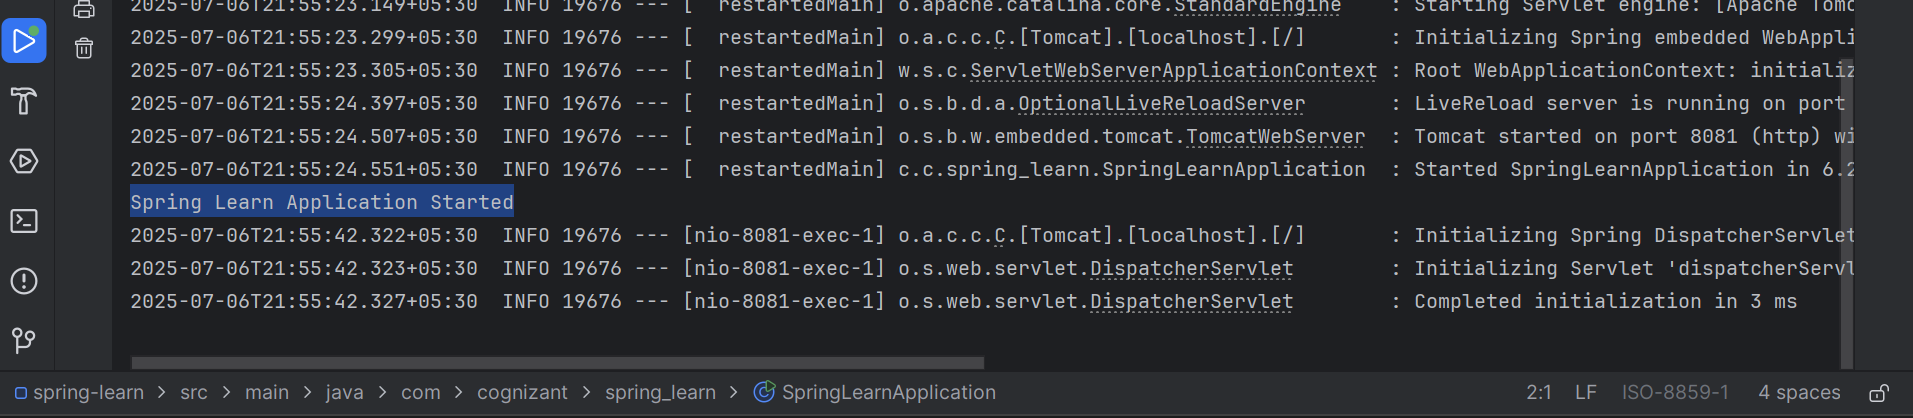 2025-07-06T21:55:23.149+05:30  INFO 19676 --- [  restartedMain] o.apache.catalina.core.StandardEngine    : Starting Servlet engine: [Apache Tomc
2025-07-06T21:55:23.299+05:30  INFO 19676 --- [  restartedMain] o.a.c.c.C.[Tomcat].[localhost].[/]       : Initializing Spring embedded WebAppli
2025-07-06T21:55:23.305+05:30  INFO 19676 --- [  restartedMain] w.s.c.ServletWebServerApplicationContext : Root WebApplicationContext: initializ
2025-07-06T21:55:24.397+05:30  INFO 19676 --- [  restartedMain] o.s.b.d.a.OptionalLiveReloadServer       : LiveReload server is running on port
2025-07-06T21:55:24.507+05:30  INFO 19676 --- [  restartedMain] o.s.b.w.embedded.tomcat.TomcatWebServer  : Tomcat started on port 8081 (http) wi
2025-07-06T21:55:24.551+05:30  INFO 19676 --- [  restartedMain] c.c.spring_learn.SpringLearnApplication  : Started SpringLearnApplication in 6.2
Spring Learn Application Started
2025-07-06T21:55:42.322+05:30  INFO 19676 --- [nio-8081-exec-1] o.a.c.c.C.[Tomcat].[localhost].[/]       : Initializing Spring DispatcherServlet
2025-07-06T21:55:42.323+05:30  INFO 19676 --- [nio-8081-exec-1] o.s.web.servlet.DispatcherServlet        : Initializing Servlet 'dispatcherServl
2025-07-06T21:55:42.327+05:30  INFO 19676 --- [nio-8081-exec-1] o.s.web.servlet.DispatcherServlet        : Completed initialization in 3 ms
spring-learn > src > main > java > com > cognizant > spring_learn > SpringLearnApplication 2:1 LF ISO-8859-1 4 spaces